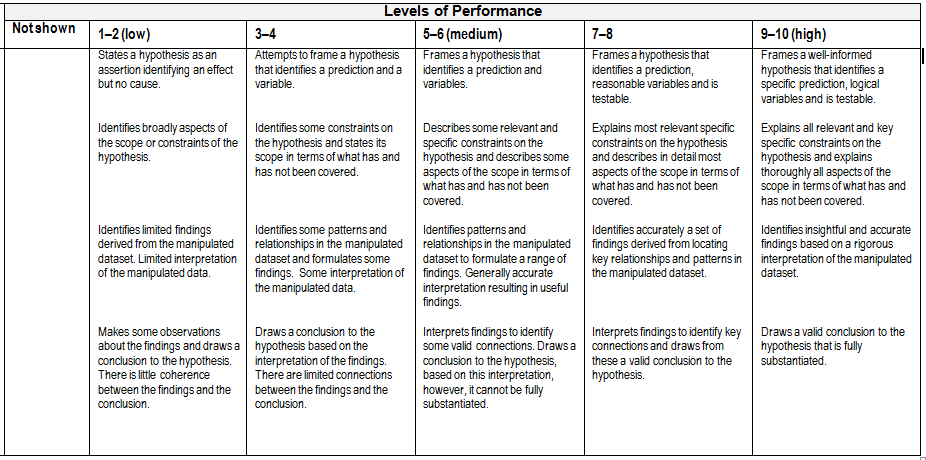 Levels of Performance
Not shown
1–2 (low)
3–4
5–6 (medium)
7–8
9–10 (high)
States a hypothesis as an
assertion identifying an effect
but no cause.
Attempts to frame a hypothesis
that identifies a prediction and a
variable.
Frames a hypothesis that
identifies a prediction and
variables.
Frames a hypothesis that
identifies a prediction,
reasonable variables and is
testable.
Frames a well-informed
hypothesis that identifies a
specific prediction, logical
variables and is testable.
Identifies broadly aspects of
the scope or constraints of the
hypothesis.
Identifies some constraints on
the hypothesis and states its
scope in terms of what has and
has not been covered.
Describes some relevant and
specific constraints on the
hypothesis and describes some
aspects of the scope in terms of
what has and has not been
covered.
Explains most relevant specific
constraints on the hypothesis
and describes in detail most
aspects of the scope in terms of
what has and has not been
covered.
Explains all relevant and key
specific constraints on the
hypothesis and explains
thoroughly all aspects of the
scope in terms of what has and
has not been covered.
Identifies limited findings
derived from the manipulated
dataset. Limited interpretation
of the manipulated data.
Identifies some patterns and
relationships in the manipulated
dataset and formulates some
findings. Some interpretation of
the manipulated data.
Identifies patterns and
relationships in the manipulated
dataset to formulate a range of
findings. Generally accurate
interpretation resulting in useful
findings.
Identifies accurately a set of
findings derived from locating
key relationships and patterns in
the manipulated dataset.
Identifies insightful and accurate
findings based on a rigorous
interpretation of the manipulated
dataset.
Makes some observations
about the findings and draws a
conclusion to the hypothesis.
There is little coherence
between the findings and the
conclusion.
Draws a conclusion to the
hypothesis based on the
interpretation of the findings.
There are limited connections
between the findings and the
conclusion.
Interprets findings to identify
some valid connections. Draws a
conclusion to the hypothesis,
based on this interpretation,
however, it cannot be fully
substantiated.
Interprets findings to identify key
connections and draws from
these a valid conclusion to the
hypothesis.
Draws a valid conclusion to the
hypothesis that is fully
substantiated.